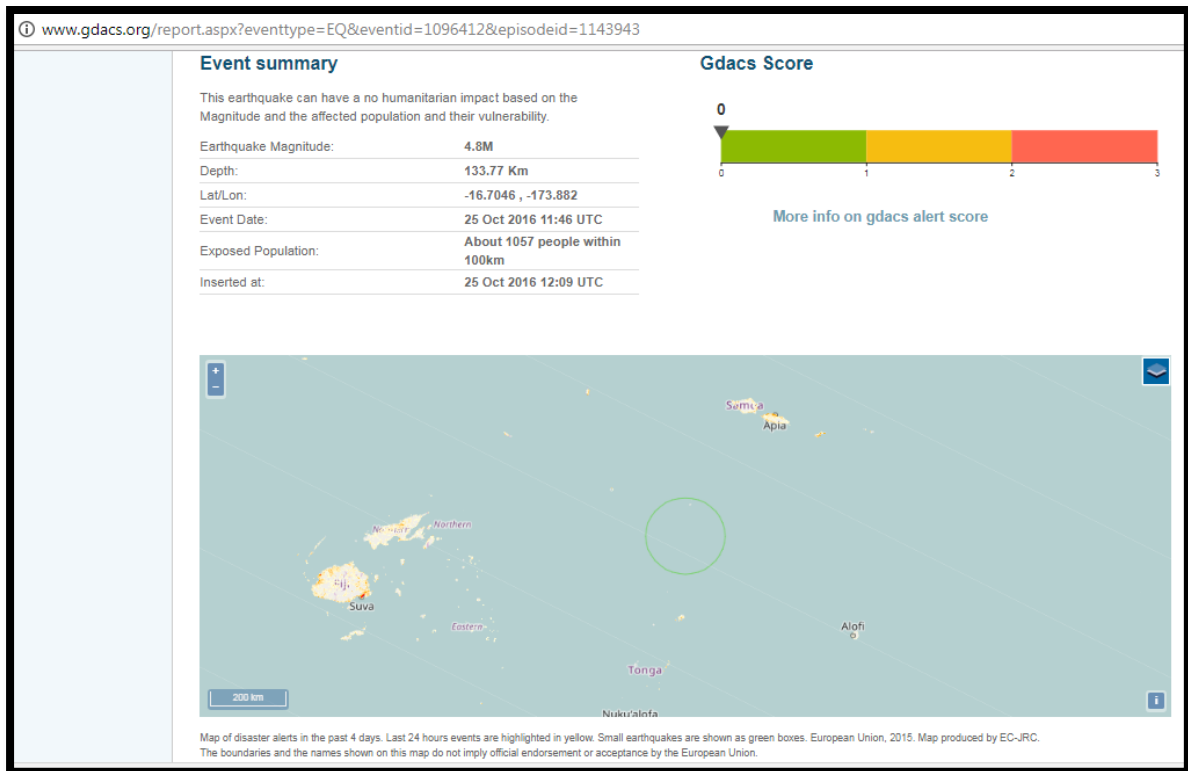 www.gdacs.org/report.aspx?eventtype=EQ&eventid=1096412&episodeid=1143943
Event summary
This earthquake can have a no humanitarian impact based on the
Magnitude and the affected population and their vulnerability.
Earthquake Magnitude: 4.8M
Depth: 133.77 Km
Lat/Lon: -16.7046 , -173.882
Event Date: 25 Oct 2016 11:46 UTC
Exposed Population: About 1057 people within
100km
Inserted at: 25 Oct 2016 12:09 UTC
Gdacs Score
0
0 1 2 3
More info on gdacs alert score
+
−
Samoa
Apia
Northern
Suva
Eastern
Alofi
Tonga
200 km
i
Nuku'alofa
Map of disaster alerts in the past 4 days. Last 24 hours events are highlighted in yellow. Small earthquakes are shown as green boxes. European Union, 2015. Map produced by EC-JRC.
The boundaries and the names shown on this map do not imply official endorsement or acceptance by the European Union.